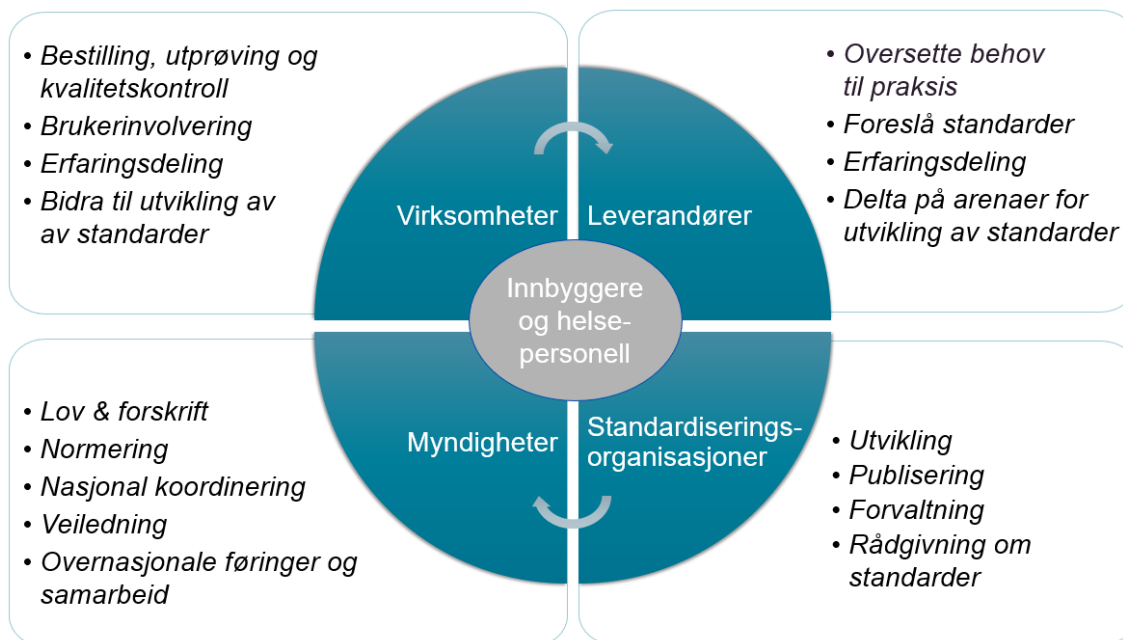 • Bestilling, utprøving og
kvalitetskontroll
• Brukerinvolvering
• Erfaringsdeling
• Bidra til utvikling av
av standarder
• Oversette behov
til praksis
• Foreslå standarder
• Erfaringsdeling
• Delta på arenaer for
utvikling av standarder
Virksomheter
Leverandører
Innbyggere
og helse-
personell
Myndigheter
Standardiserings-
organisasjoner
• Lov & forskrift
• Normering
• Nasjonal koordinering
• Veiledning
• Overnasjonale føringer og
samarbeid
• Utvikling
• Publisering
• Forvaltning
• Rådgivning om
standarder